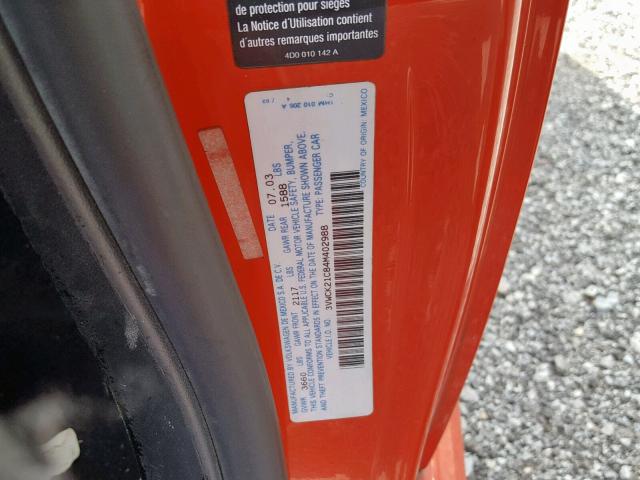 de protection pour sièges
La Notice d'Utilisation contient
d'autres remarques importantes
4D0 010 142 A
1HM 010 206 A
MANUFACTURED BY VOLKSWAGEN DE MEXICO S.A. DE C.V. DATE 07.03
GVWR 3660 LBS GAWR FRONT 2117 LBS GAWR REAR 1588 LBS
THIS VEHICLE CONFORMS TO ALL APPLICABLE U.S. FEDERAL MOTOR VEHICLE SAFETY, BUMPER,
AND THEFT PREVENTION STANDARDS IN EFFECT ON THE DATE OF MANUFACTURE SHOWN ABOVE.
VEHICLE I.D. NO. 3VWCK21C84M402988 TYPE: PASSENGER CAR
COUNTRY OF ORIGIN: MEXICO